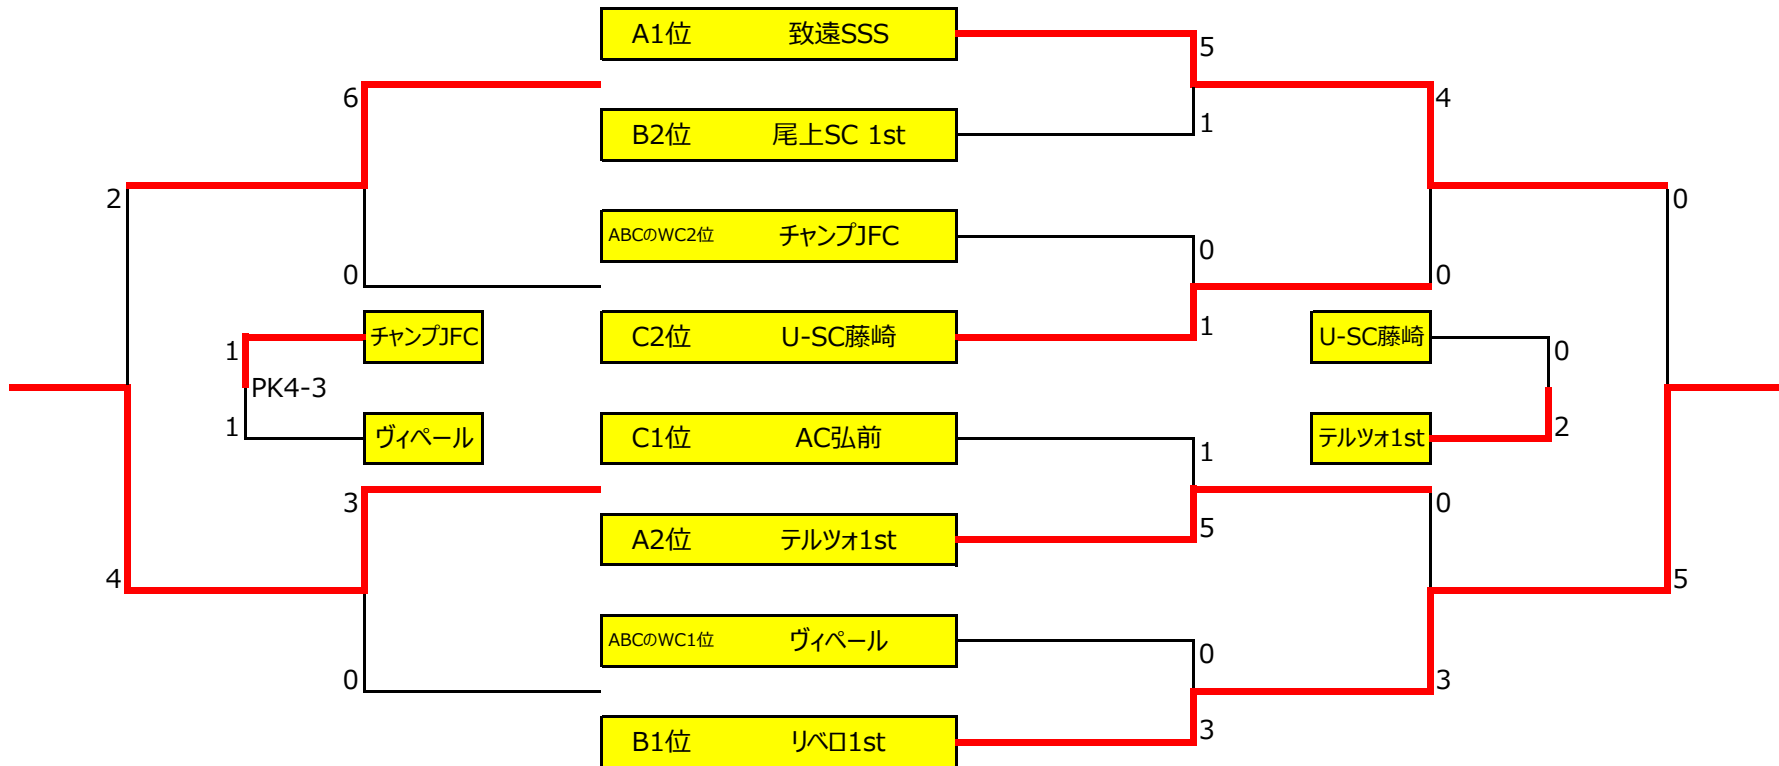 A1位 致遠SSS
5
6
4
B2位 尾上SC 1st
1
2
0
ABCのWC2位 チャンプJFC
0
0
0
チャンプJFC
C2位 U-SC藤崎
1
U-SC藤崎
1
0
PK4-3
1
ヴィペール
C1位 AC弘前
テルツォ1st
2
1
3
0
A2位 テルツォ1st
5
4
5
ABCのWC1位 ヴィペール
0
0
3
B1位 リベロ1st
3